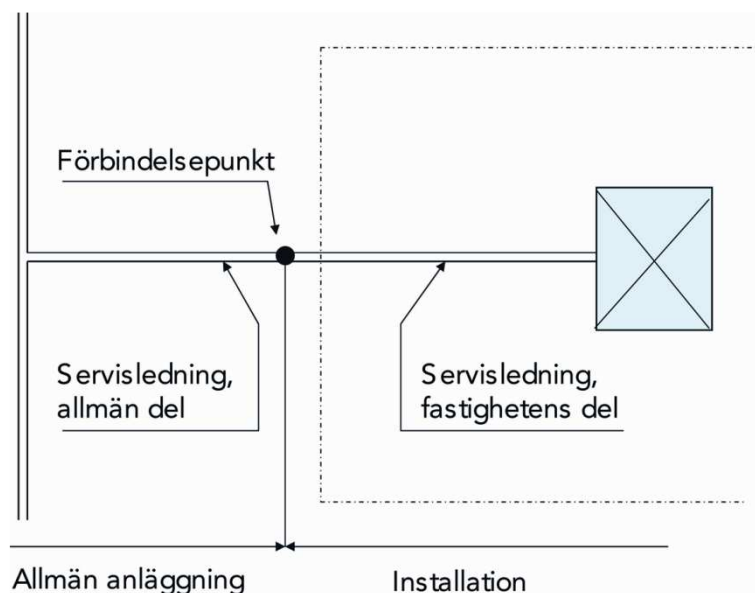 Förbindelsepunkt
Servisledning,
allmän del
Servisledning,
fastighetens del
Allmän anläggning
Installation